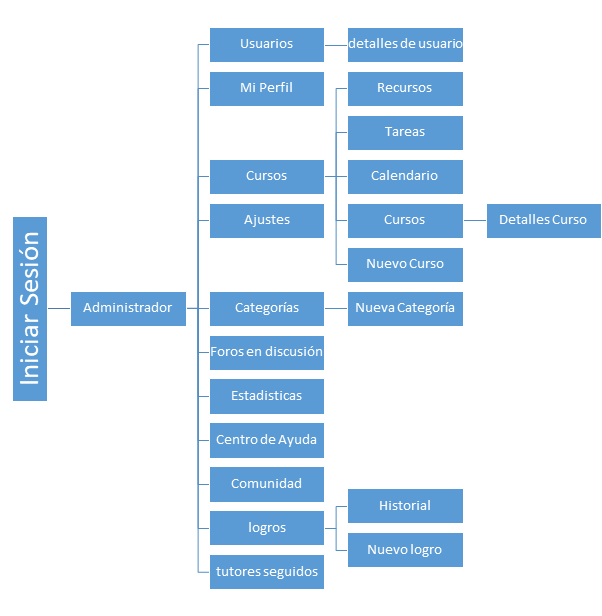 Iniciar Sesión
Administrador
Usuarios
detalles de usuario
Mi Perfil
Cursos
Recursos
Tareas
Calendario
Cursos
Detalles Curso
Nuevo Curso
Ajustes
Categorías
Nueva Categoría
Foros en discusión
Estadisticas
Centro de Ayuda
Comunidad
logros
Historial
Nuevo logro
tutores seguidos